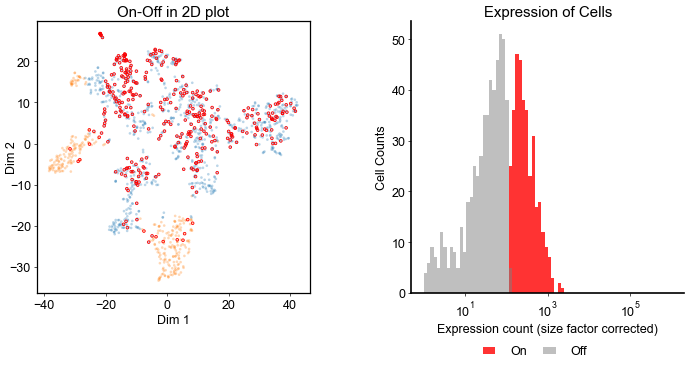 On-Off in 2D plot
Dim 2
20
10
0
−10
−20
−30
−40
−20
0
20
40
Dim 1
Expression of Cells
Cell Counts
50
40
30
20
10
0
10^1
10^3
10^5
Expression count (size factor corrected)
On
Off